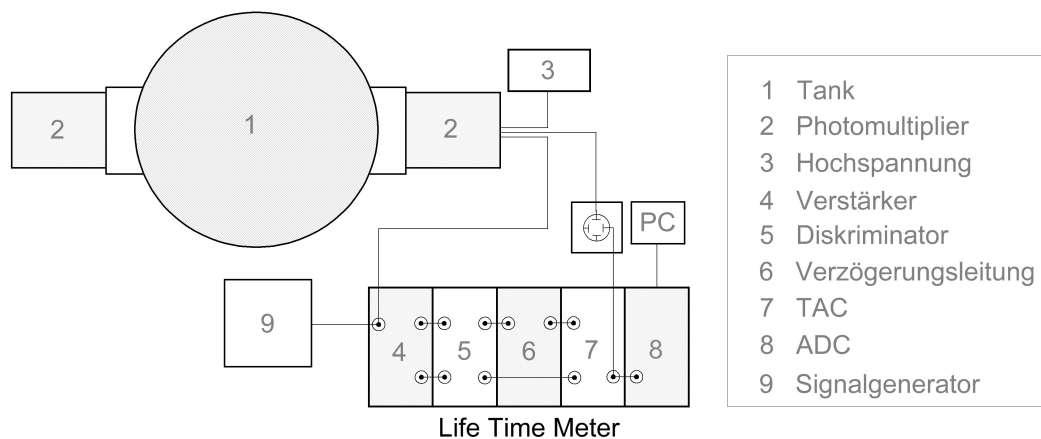 2
1
2
3
PC
9
4
5
6
7
8
Life Time Meter
1 Tank
2 Photomultiplier
3 Hochspannung
4 Verstärker
5 Diskriminator
6 Verzögerungsleitung
7 TAC
8 ADC
9 Signalgenerator